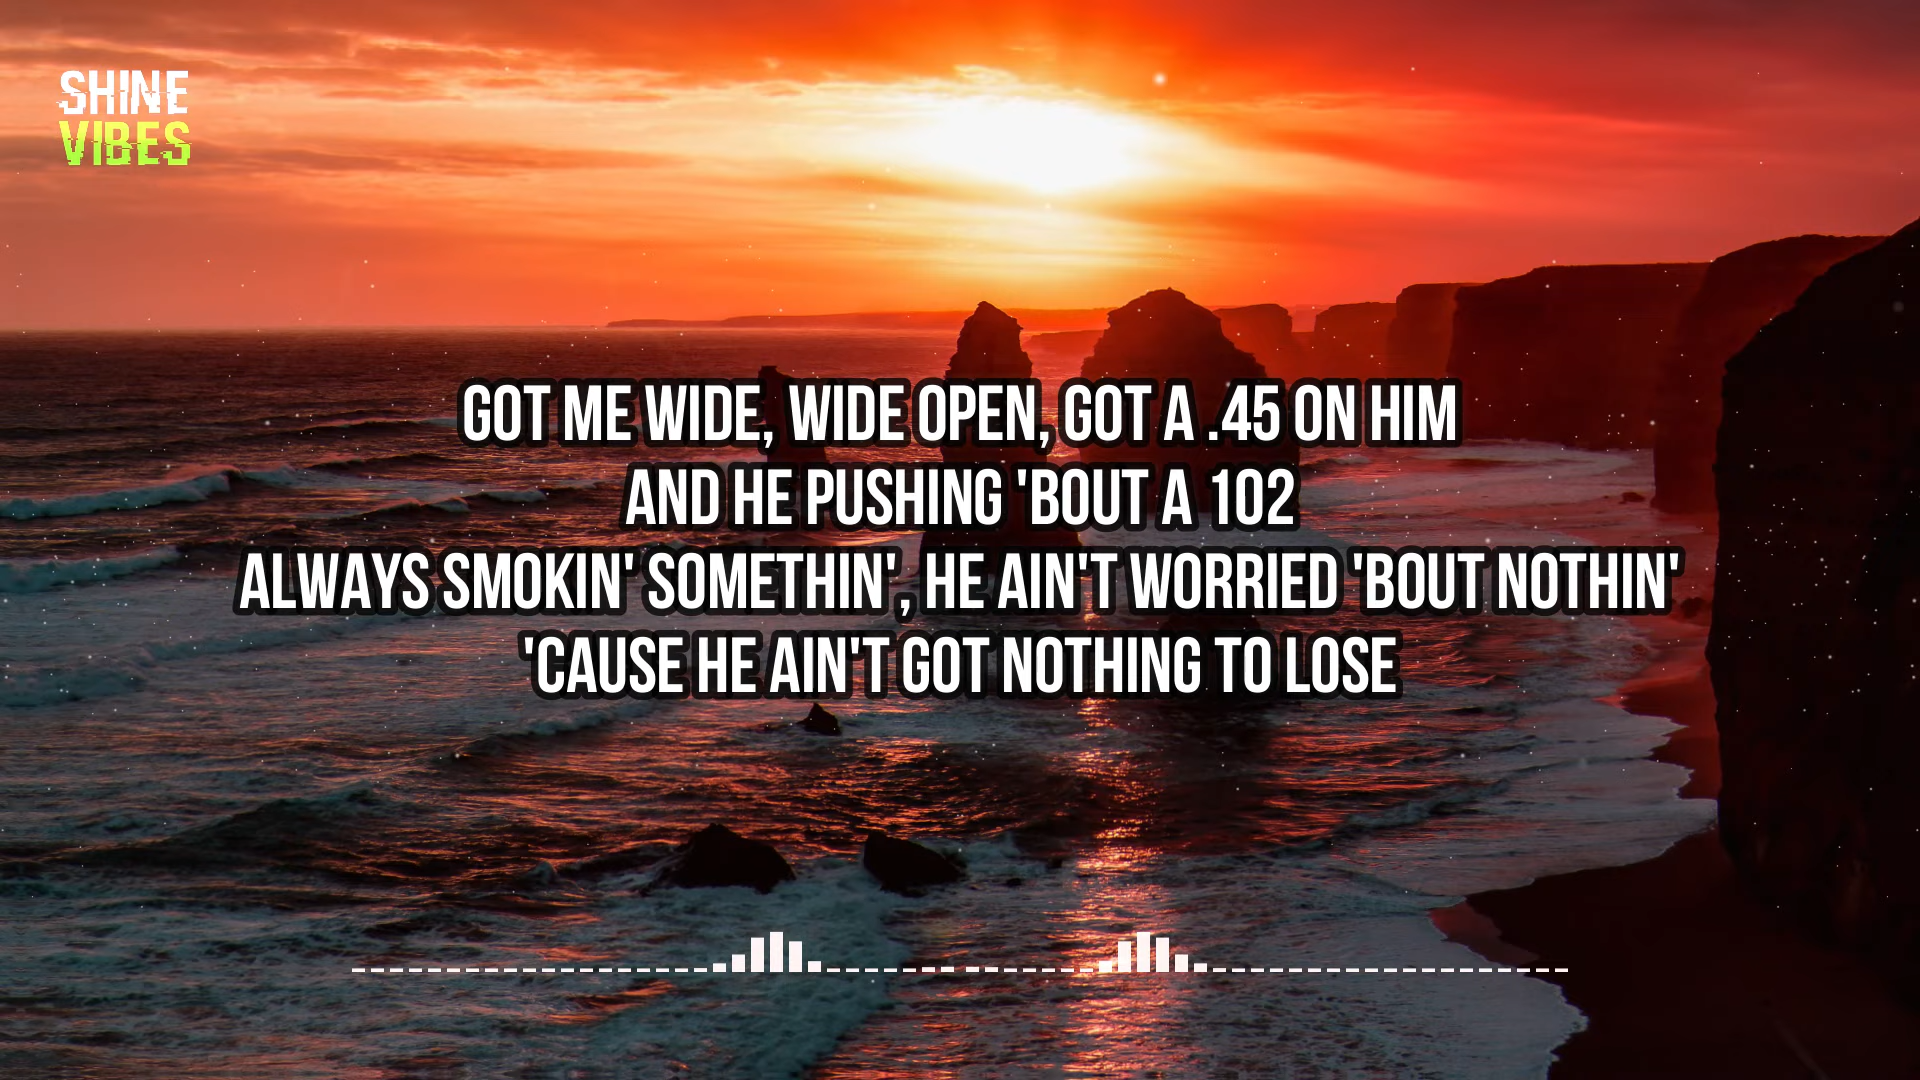 SHINE
VIBES
GOT ME WIDE, WIDE OPEN, GOT A .45 ON HIM
AND HE PUSHING 'BOUT A 102
ALWAYS SMOKIN' SOMETHIN', HE AIN'T WORRIED 'BOUT NOTHIN'
'CAUSE HE AIN'T GOT NOTHING TO LOSE